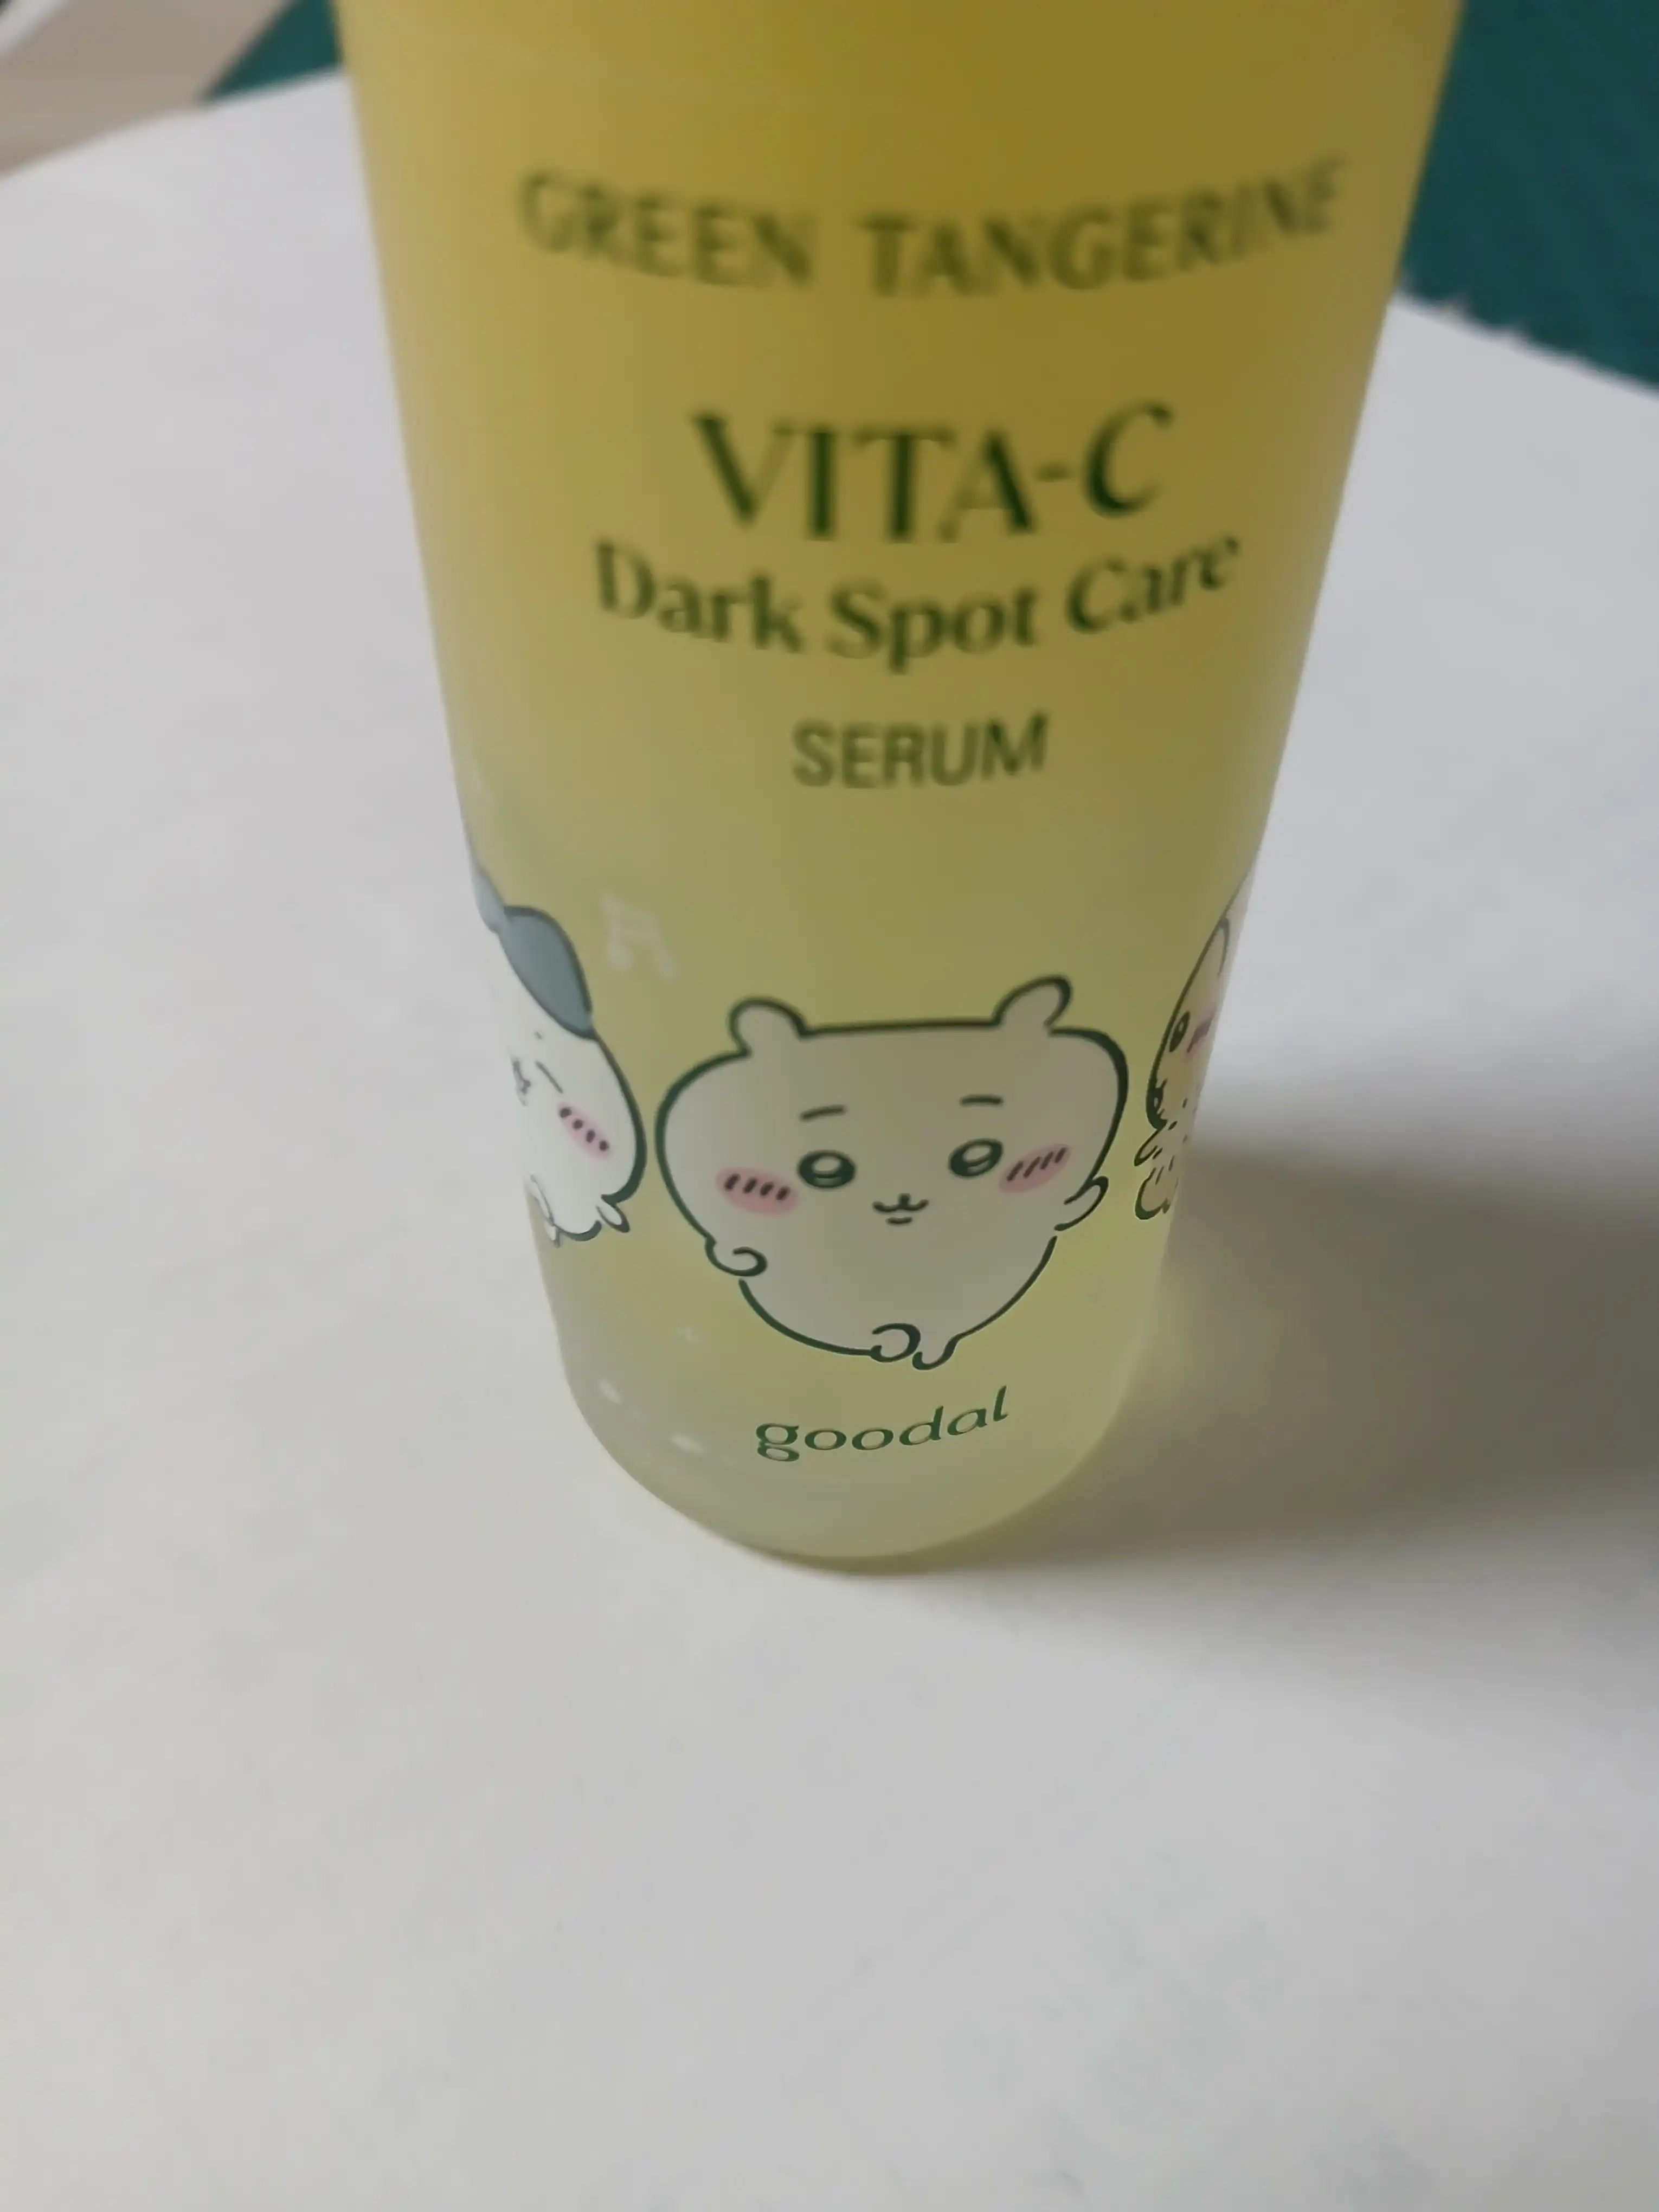 GREEN TANGERINE
VITA-C
Dark Spot Care
SERUM
goodal